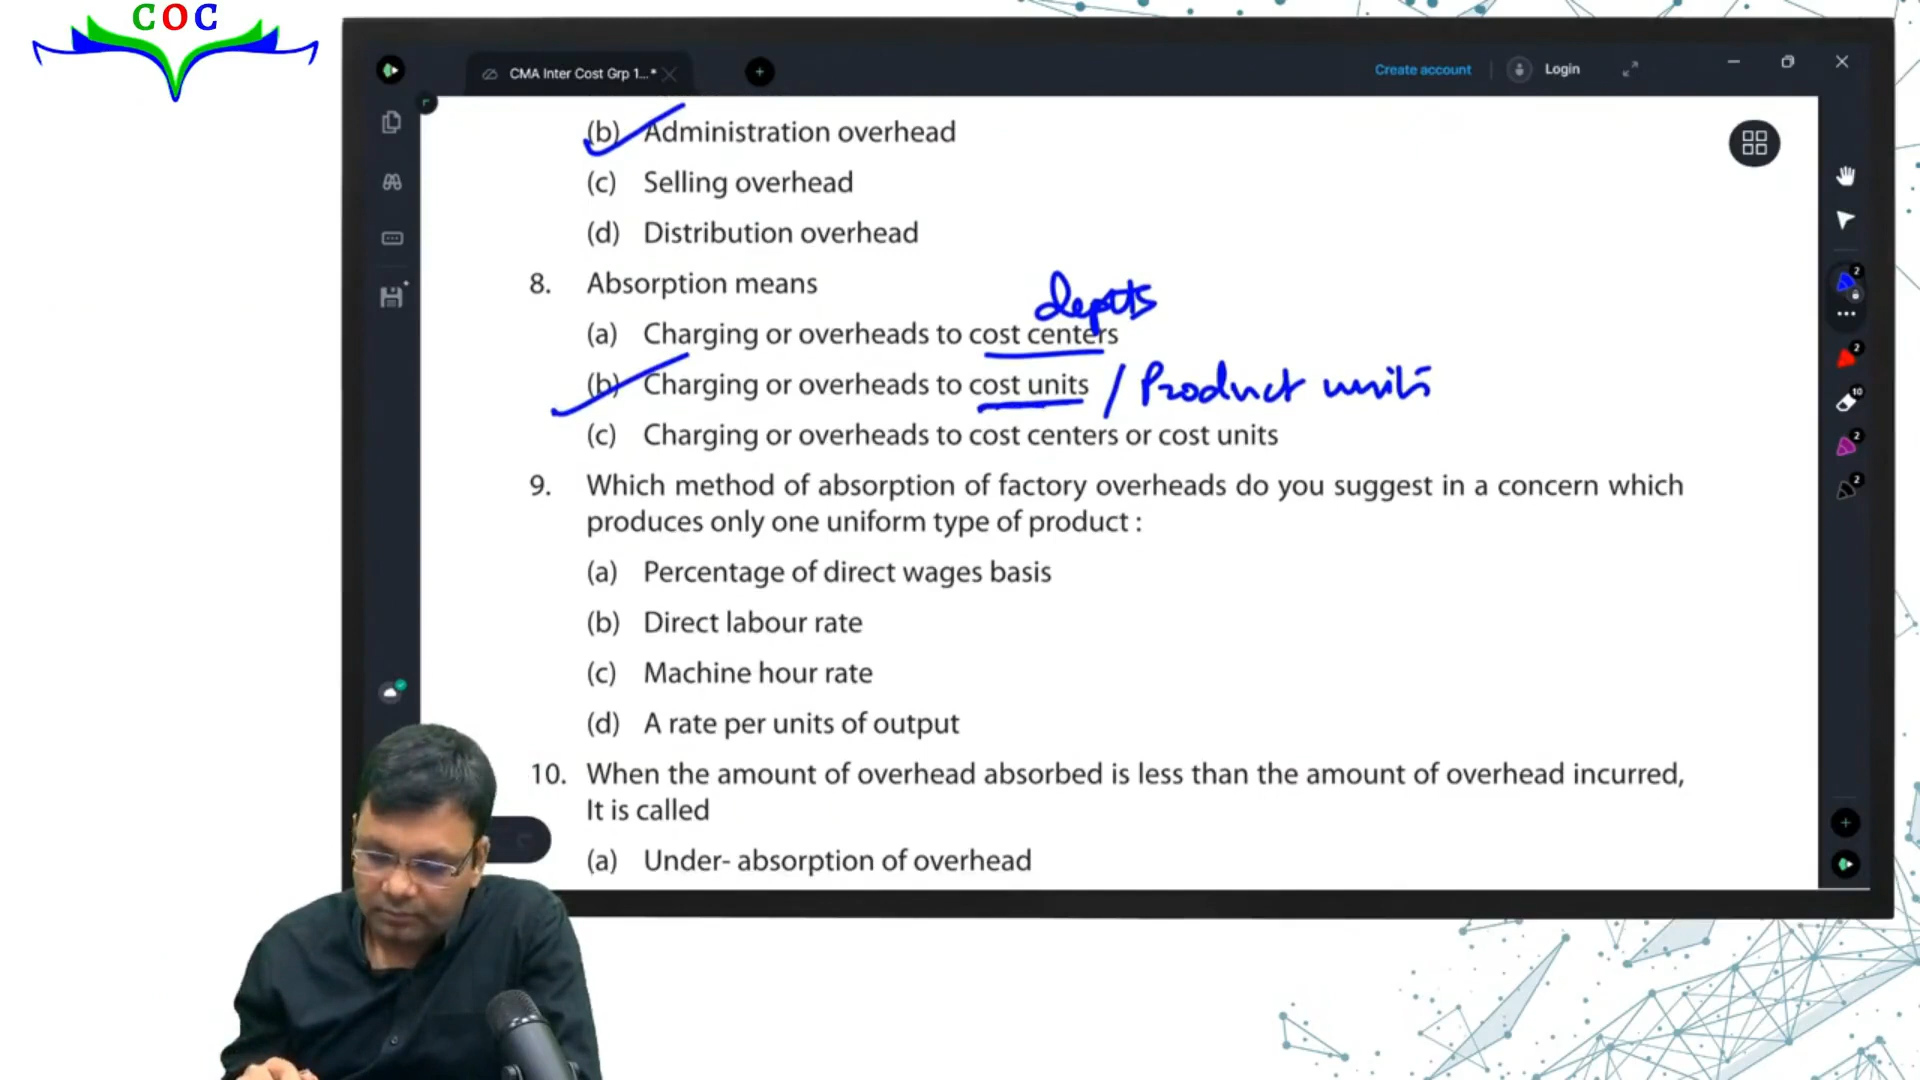 COC
CMA Inter Cost Grp 1...*
Create account
Login
(b) Administration overhead
(c) Selling overhead
(d) Distribution overhead
8. Absorption means
depts
(a) Charging or overheads to cost centers
(b) Charging or overheads to cost units / Product units
(c) Charging or overheads to cost centers or cost units
9. Which method of absorption of factory overheads do you suggest in a concern which
produces only one uniform type of product :
(a) Percentage of direct wages basis
(b) Direct labour rate
(c) Machine hour rate
(d) A rate per units of output
10. When the amount of overhead absorbed is less than the amount of overhead incurred,
It is called
(a) Under- absorption of overhead
2
2
10
2
2